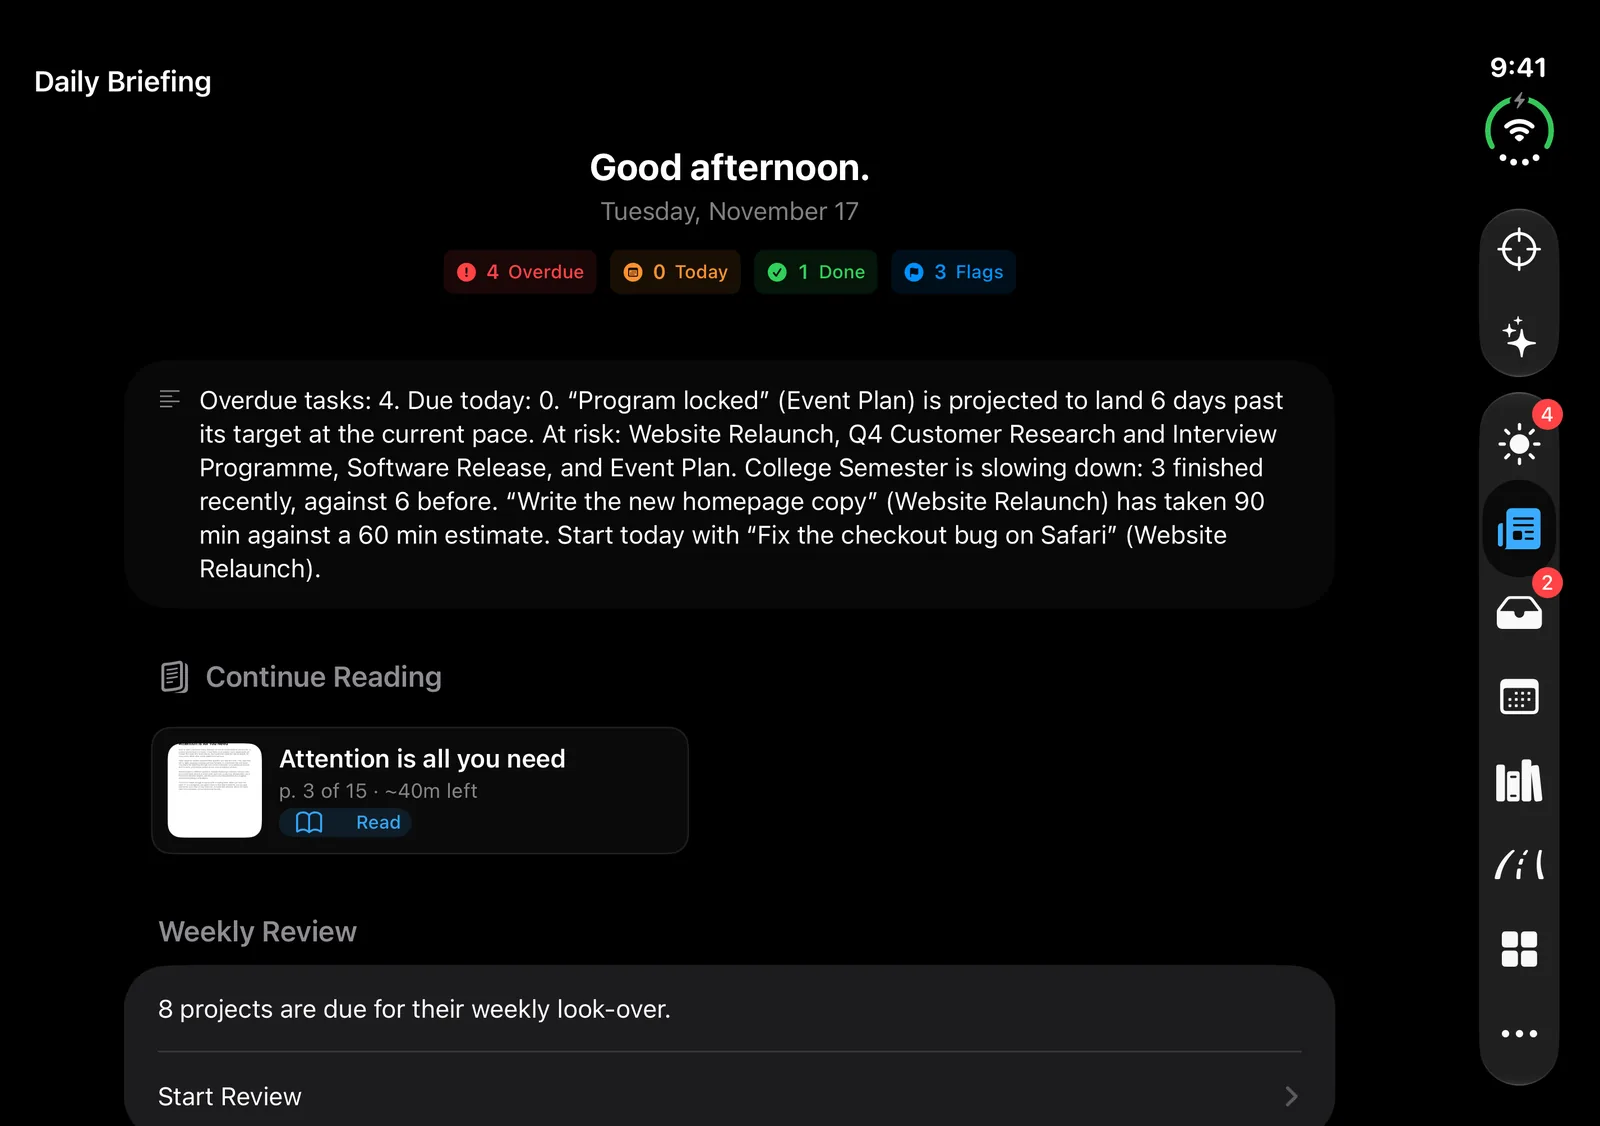 Daily Briefing
9:41
Good afternoon.
Tuesday, November 17
4 Overdue
0 Today
1 Done
3 Flags
Overdue tasks: 4. Due today: 0. “Program locked” (Event Plan) is projected to land 6 days past
its target at the current pace. At risk: Website Relaunch, Q4 Customer Research and Interview
Programme, Software Release, and Event Plan. College Semester is slowing down: 3 finished
recently, against 6 before. “Write the new homepage copy” (Website Relaunch) has taken 90
min against a 60 min estimate. Start today with “Fix the checkout bug on Safari” (Website
Relaunch).
4
2
Continue Reading
Attention is all you need
p. 3 of 15 · ~40m left
Read
Weekly Review
8 projects are due for their weekly look-over.
Start Review